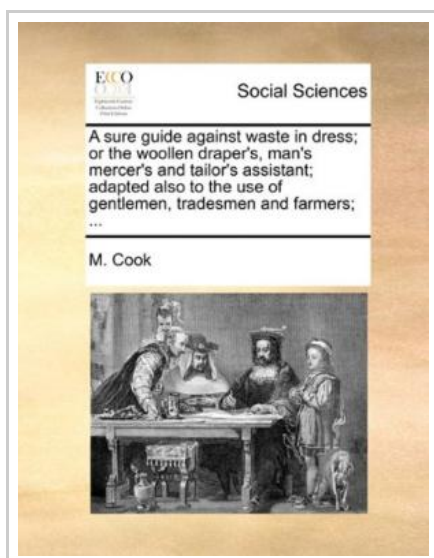 ECCO
Social Sciences
A sure guide against waste in dress;
or the woollen draper's, man's
mercer's and tailor's assistant;
adapted also to the use of
gentlemen, tradesmen and farmers;
...
M. Cook